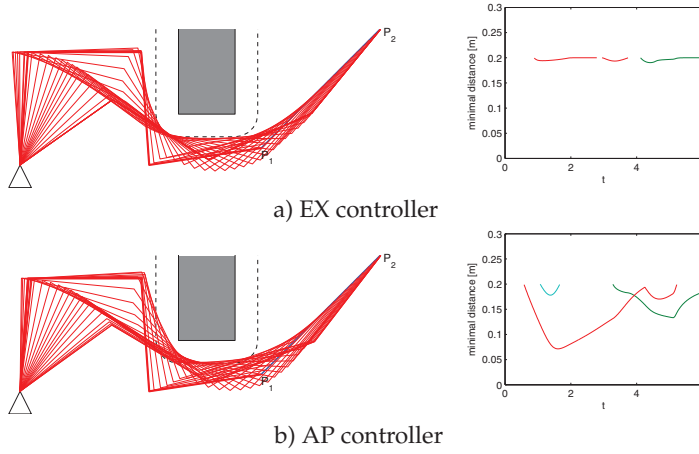 P2
P1
minimal distance [m]
0.3
0.25
0.2
0.15
0.1
0.05
0
0 2 4
t
a) EX controller
P2
P1
minimal distance [m]
0.3
0.25
0.2
0.15
0.1
0.05
0
0 2 4
t
b) AP controller